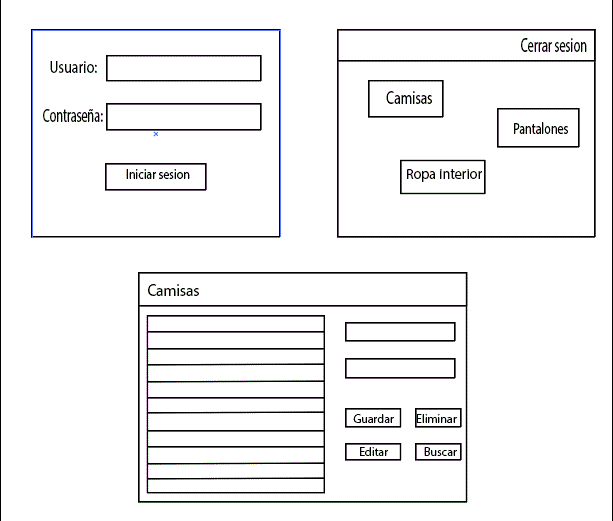 Usuario:
Contraseña:
Iniciar sesion
Cerrar sesion
Camisas
Pantalones
Ropa interior
Camisas
Guardar
Eliminar
Editar
Buscar